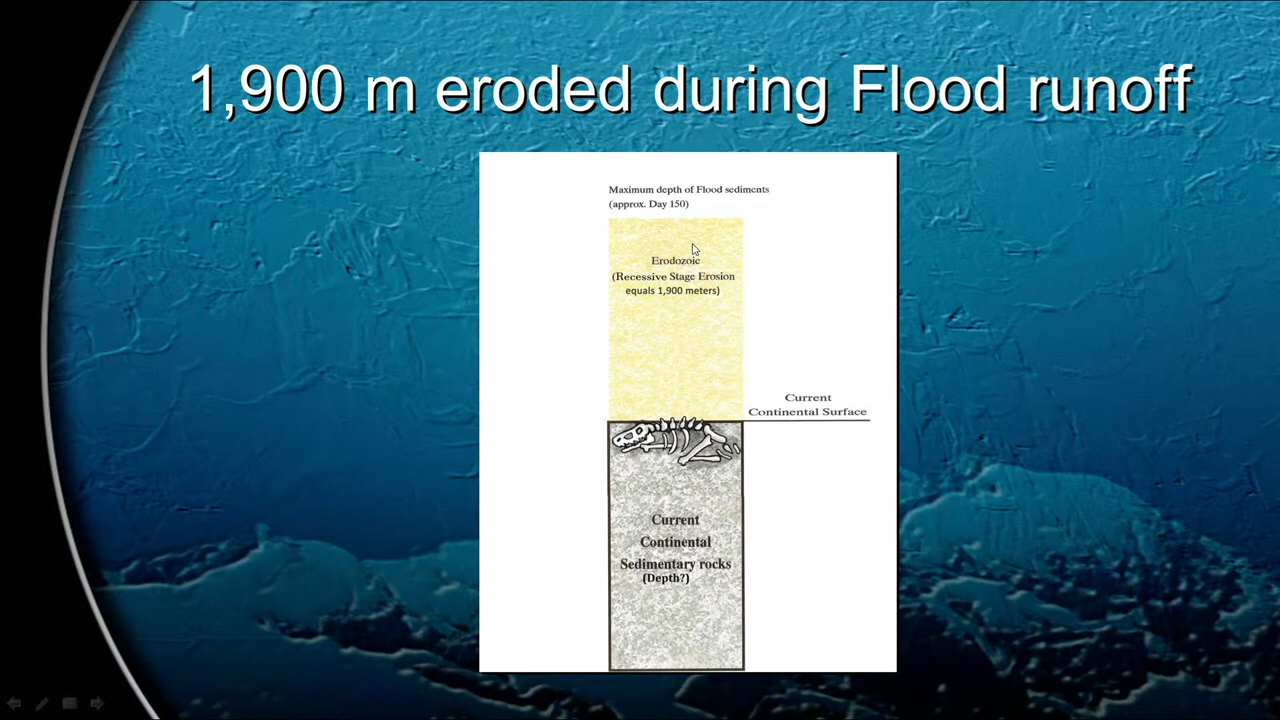 1,900 m eroded during Flood runoff
Maximum depth of Flood sediments
(approx. Day 150)
Erodozoic
(Recessive Stage Erosion
equals 1,900 meters)
Current
Continental Surface
Current
Continental
Sedimentary rocks
(Depth?)